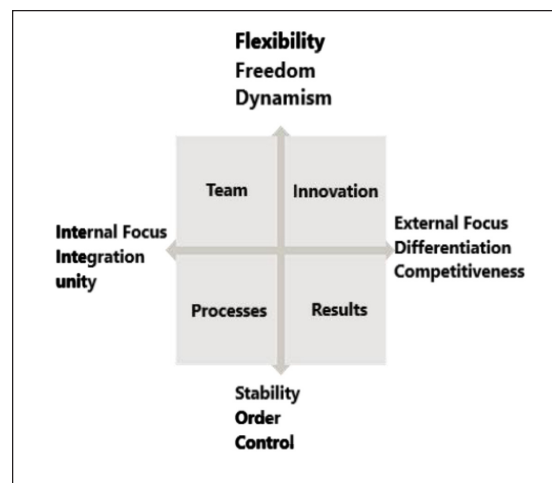 Flexibility
Freedom
Dynamism
Team
Innovation
Internal Focus
Integration
unity
External Focus
Differentiation
Competitiveness
Processes
Results
Stability
Order
Control